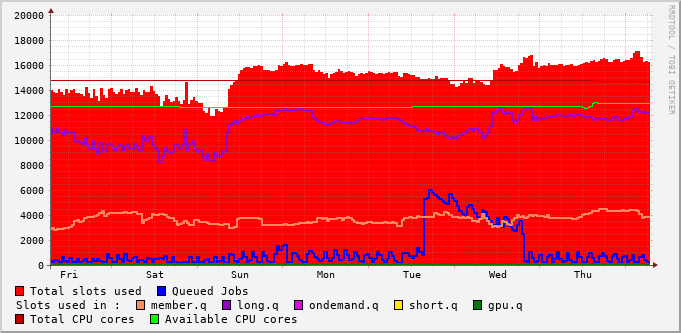 20000
18000
16000
14000
12000
10000
8000
6000
4000
2000
0
Fri Sat Sun Mon Tue Wed Thu
RRDTOOL / TOBI OETIKER
Total slots used Queued Jobs
Slots used in : member.q long.q ondemand.q short.q gpu.q
Total CPU cores Available CPU cores